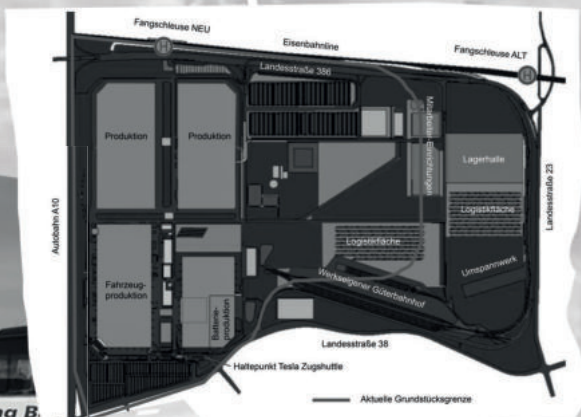 Fangschleuse NEU
Eisenbahnline
Fangschleuse ALT
H
H
Landesstraße 386
Produktion
Produktion
Mitarbeiter-Einrichtungen
Lagerhalle
Autobahn A10
Landesstraße 23
Logistikfläche
Logistikfläche
Fahrzeug-
produktion
Batterie-
produktion
Werkseigener Güterbahnhof
Umspannwerk
Landesstraße 38
Haltepunkt Tesla Zugshuttle
Aktuelle Grundstücksgrenze